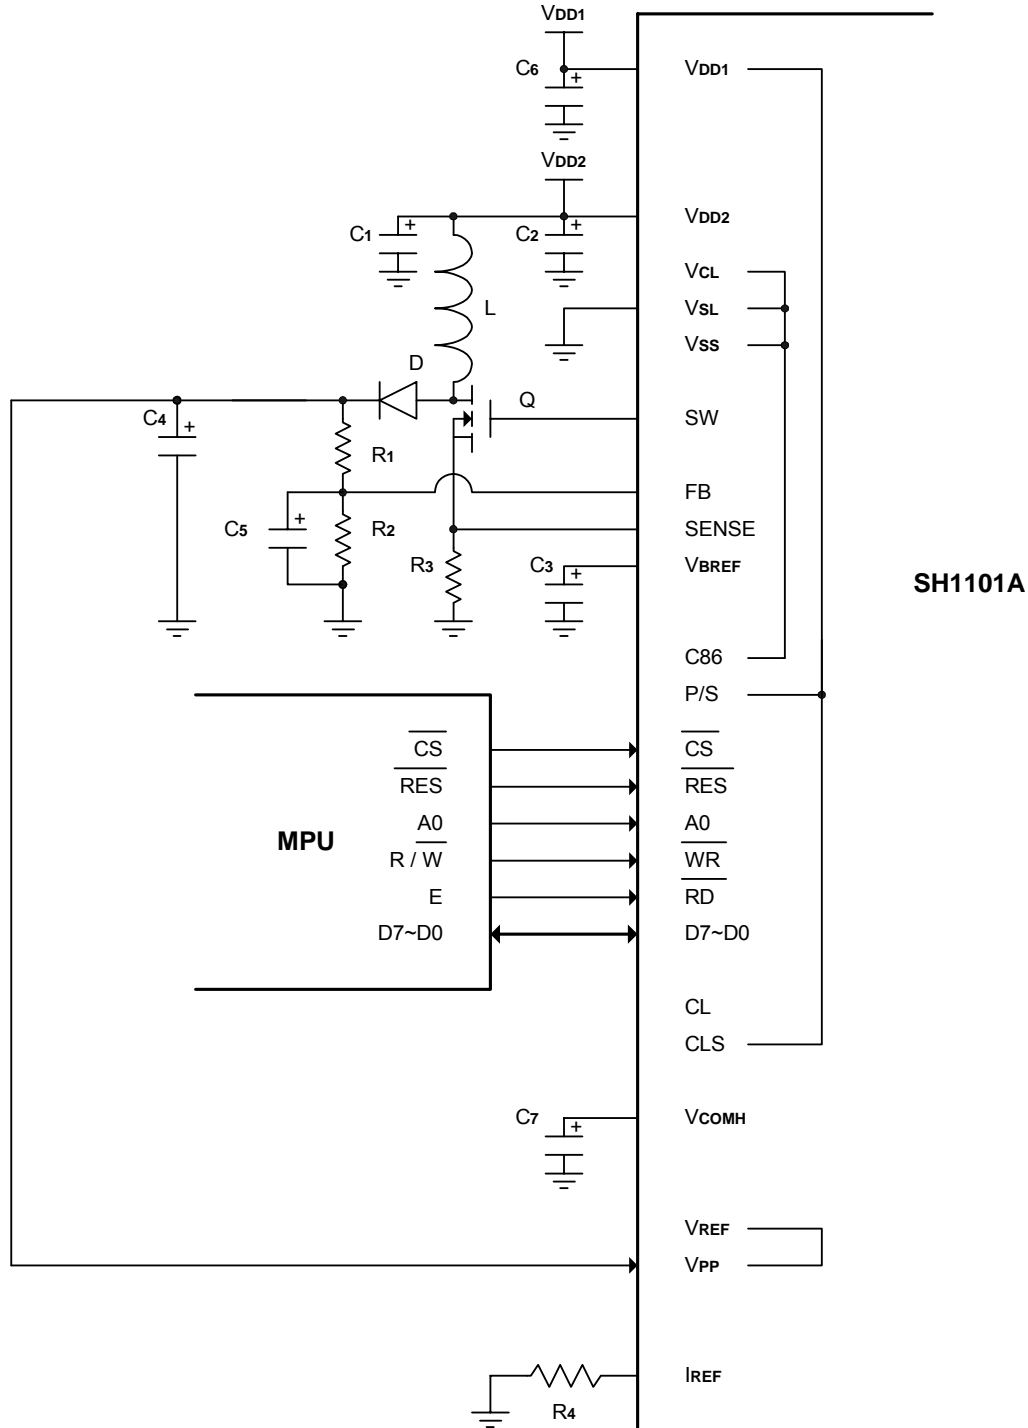 VDD1
C6 + VDD1
VDD2
C1 + C2 + VDD2
VCL
L VSL
VSS
D
C4 + Q SW
R1
FB
C5 + R2 SENSE
R3 C3 + VBREF
SH1101A
C86
P/S
CS CS
RES RES
MPU A0 A0
R / W WR
E RD
D7~D0 D7~D0
CL
CLS
C7 + VCOMH
VREF
VPP
IREF
R4